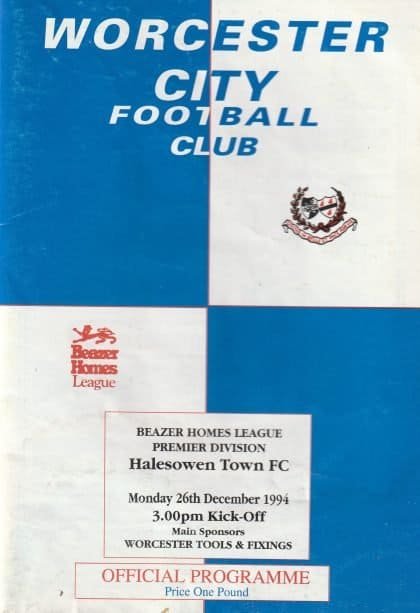 WORCESTER
CITY
FOOTBALL
CLUB
Beazer
Homes
League
BEAZER HOMES LEAGUE
PREMIER DIVISION
Halesowen Town FC
Monday 26th December 1994
3.00pm Kick-Off
Main Sponsors
WORCESTER TOOLS & FIXINGS
OFFICIAL PROGRAMME
Price One Pound